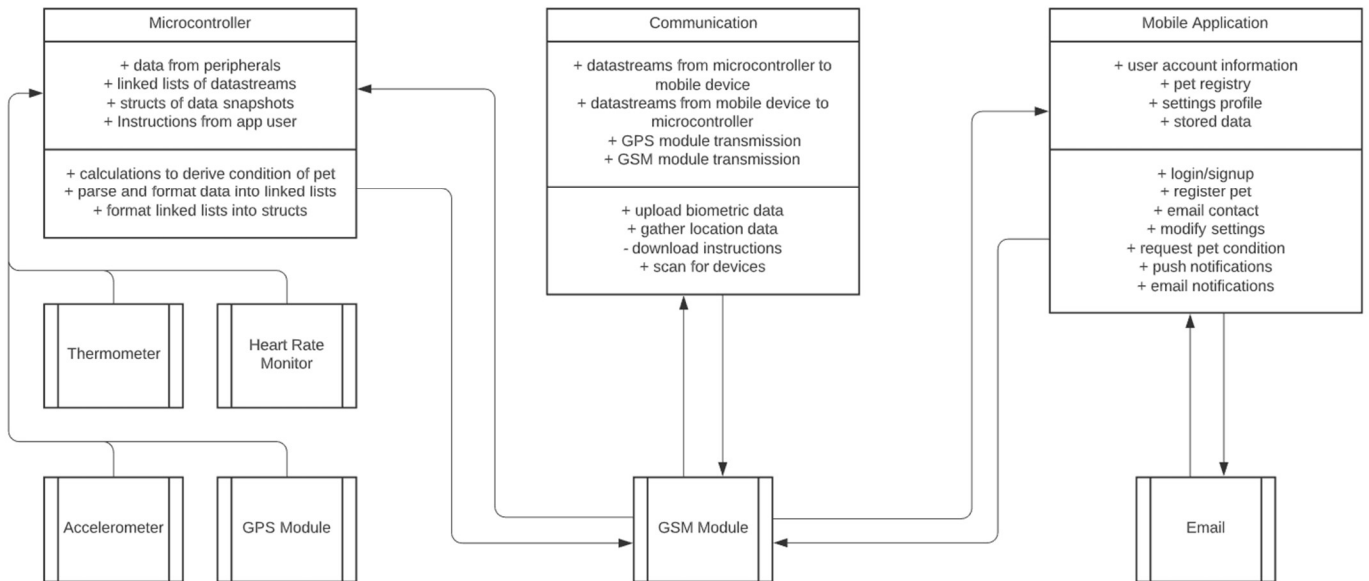 Microcontroller
+ data from peripherals
+ linked lists of datastreams
+ structs of data snapshots
+ Instructions from app user
+ calculations to derive condition of pet
+ parse and format data into linked lists
+ format linked lists into structs
Communication
+ datastreams from microcontroller to
mobile device
+ datastreams from mobile device to
microcontroller
+ GPS module transmission
+ GSM module transmission
+ upload biometric data
+ gather location data
- download instructions
+ scan for devices
Mobile Application
+ user account information
+ pet registry
+ settings profile
+ stored data
+ login/signup
+ register pet
+ email contact
+ modify settings
+ request pet condition
+ push notifications
+ email notifications
Thermometer
Heart Rate
Monitor
Accelerometer
GPS Module
GSM Module
Email